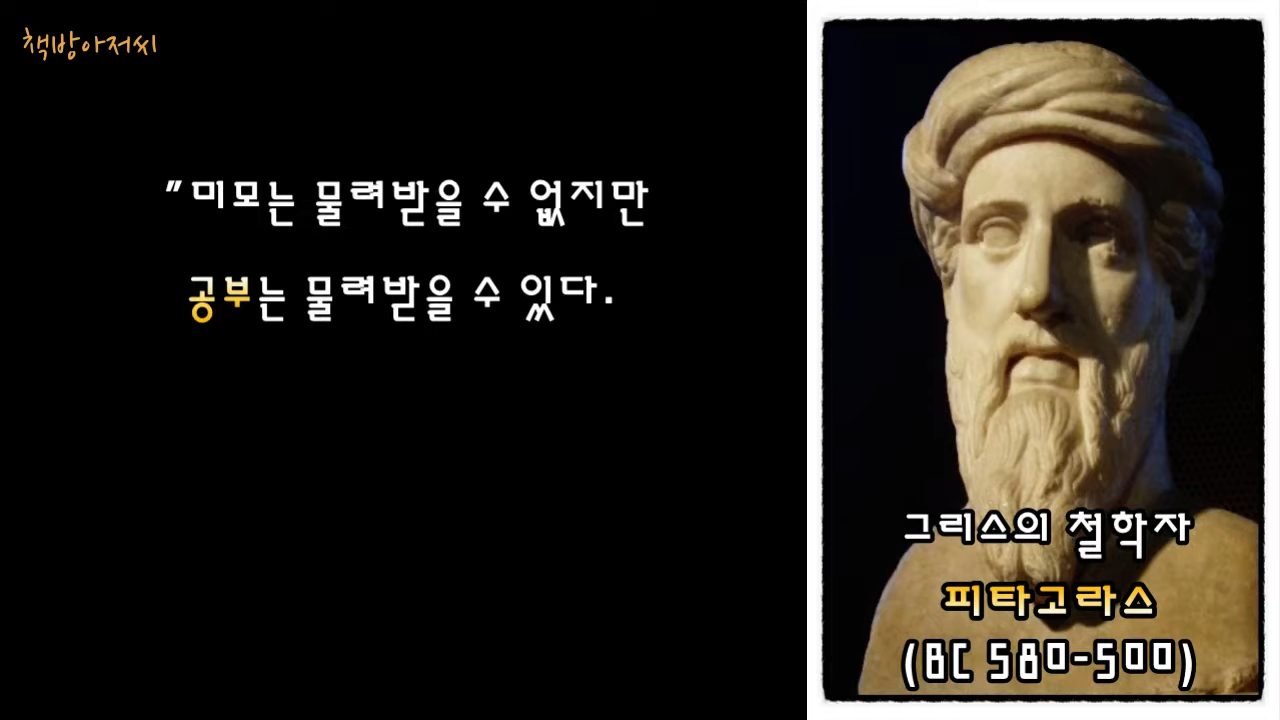 책방아저씨
"미모는 물려받을 수 없지만
공부는 물려받을 수 있다.
그리스의 철학자
피타고라스
(BC 580-500)